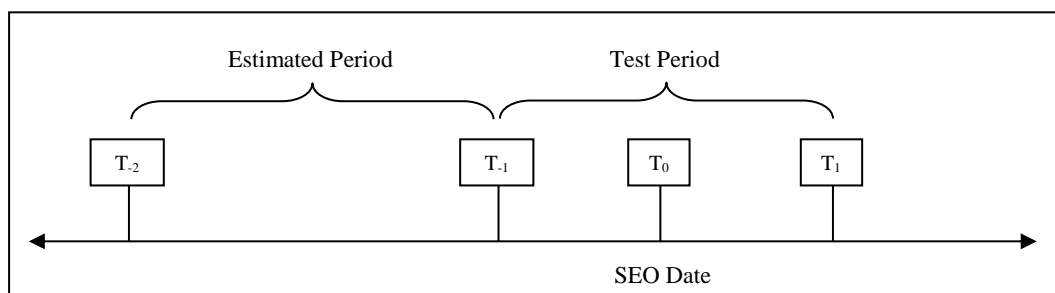 Estimated Period Test Period
T-2 T-1 T0 T1
SEO Date